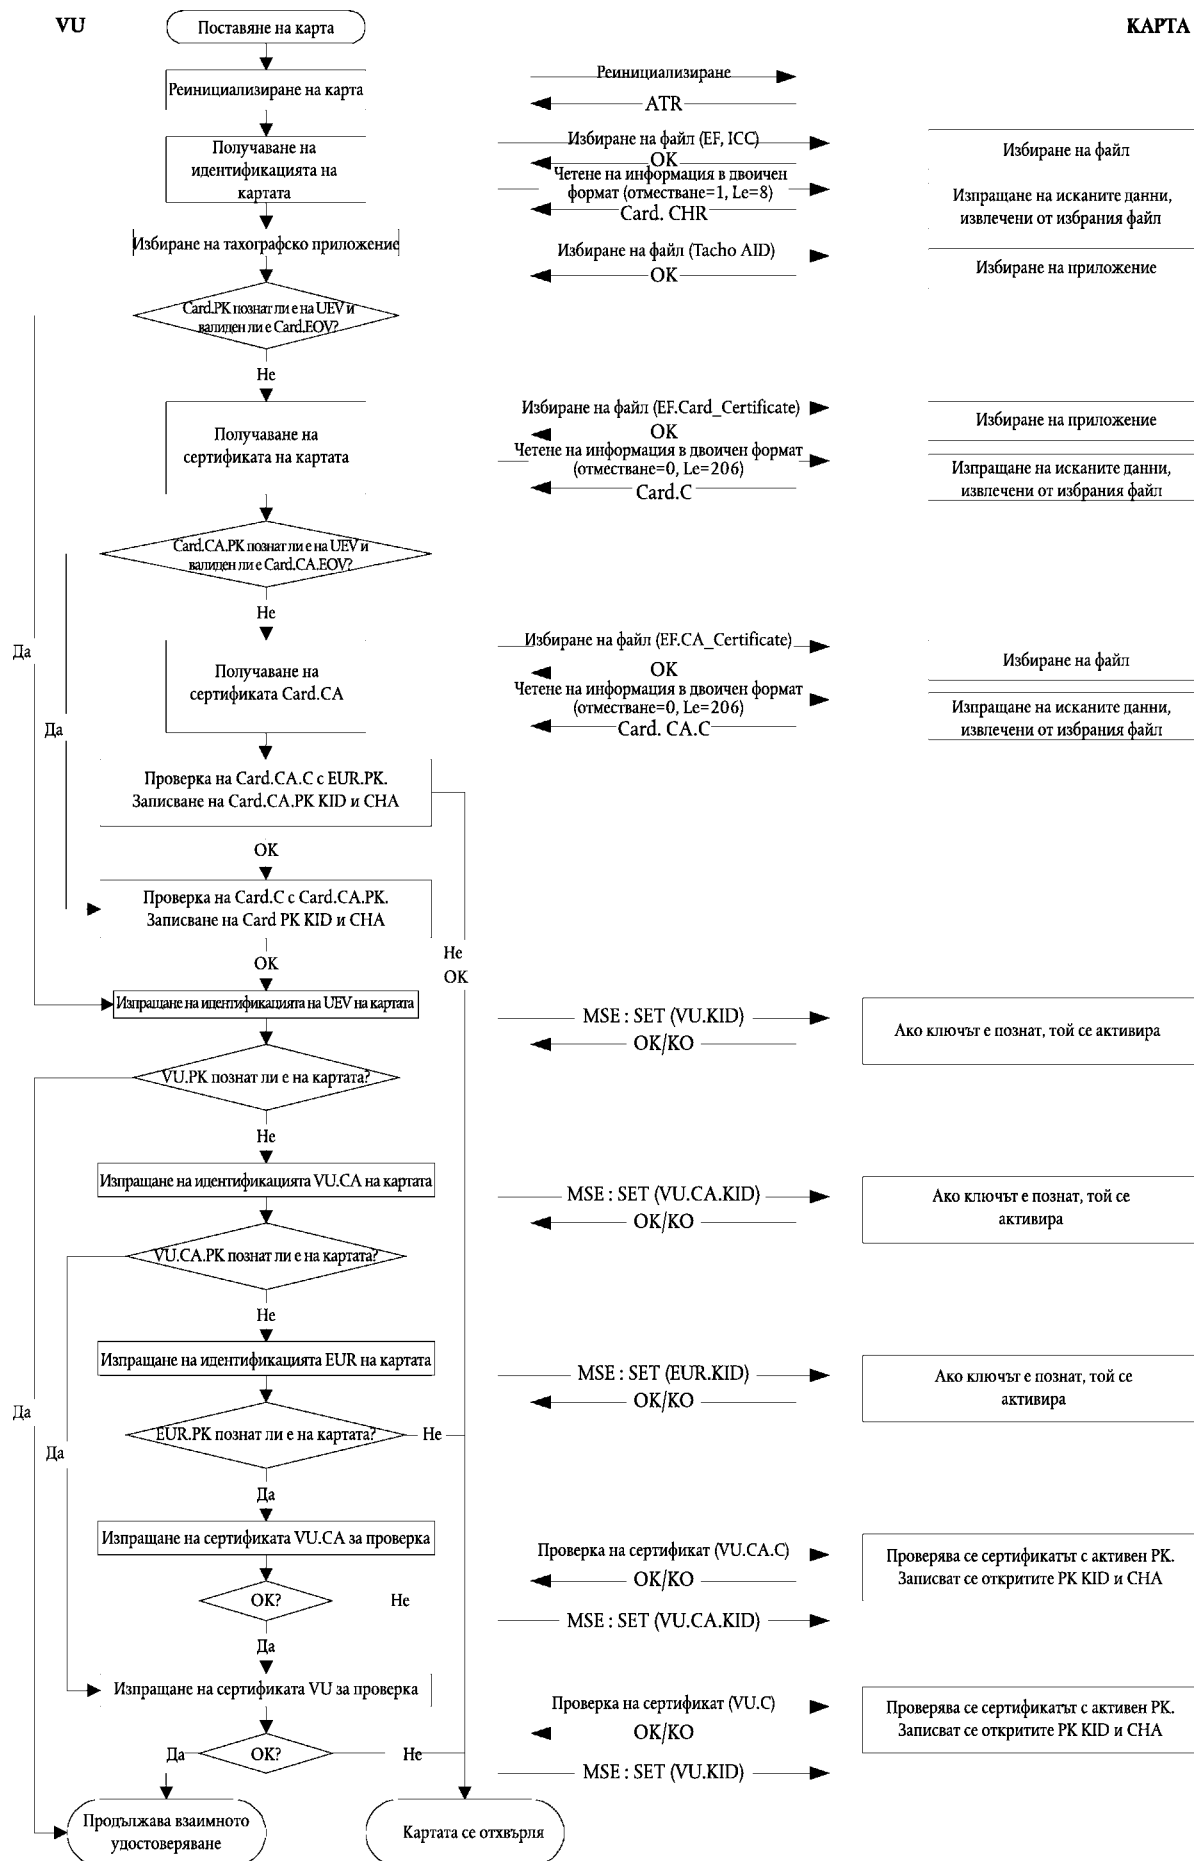 VU
КАРТА
Поставяне на карта
Реинициализиране на карта
Реинициализиране
ATR
Получаване на
идентификацията на
картата
Избиране на файл (EF, ICC)
OK
Четене на информация в двоичен
формат (отместване=1, Le=8)
Card. CHR
Избиране на файл
Изпращане на исканите данни,
извлечени от избрания файл
Избиране на тахографско приложение
Избиране на файл (Tacho AID)
OK
Избиране на приложение
Card.PK познат ли е на UEV и
валиден ли е Card.EOV?
Не
Получаване на
сертификата на картата
Избиране на файл (EF.Card_Certificate)
OK
Четене на информация в двоичен формат
(отместване=0, Le=206)
Card.C
Избиране на приложение
Изпращане на исканите данни,
извлечени от избрания файл
Card.CA.PK познат ли е на UEV и
валиден ли е Card.CA.EOV?
Не
Да
Получаване на
сертификата Card.CA
Избиране на файл (EF.CA_Certificate)
OK
Четене на информация в двоичен формат
(отместване=0, Le=206)
Card. CA.C
Избиране на файл
Изпращане на исканите данни,
извлечени от избрания файл
Да
Проверка на Card.CA.C с EUR.PK.
Записване на Card.CA.PK KID и CHA
OK
Проверка на Card.C с Card.CA.PK.
Записване на Card PK KID и CHA
OK
Не
OK
Изпращане на идентификацията на UEV на картата
MSE : SET (VU.KID)
OK/KO
Ако ключът е познат, той се активира
VU.PK познат ли е на картата?
Не
Изпращане на идентификацията VU.CA на картата
MSE : SET (VU.CA.KID)
OK/KO
Ако ключът е познат, той се
активира
VU.CA.PK познат ли е на картата?
Не
Изпращане на идентификацията EUR на картата
MSE : SET (EUR.KID)
OK/KO
Ако ключът е познат, той се
активира
Да
EUR.PK познат ли е на картата?
Не
Да
Да
Изпращане на сертификата VU.CA за проверка
Проверка на сертификат (VU.CA.C)
OK/KO
Проверява се сертификатът с активен PK.
Записват се откритите PK KID и CHA
OK?
Не
MSE : SET (VU.CA.KID)
Да
Изпращане на сертификата VU за проверка
Проверка на сертификат (VU.C)
OK/KO
Проверява се сертификатът с активен PK.
Записват се откритите PK KID и CHA
Да
OK?
Не
MSE : SET (VU.KID)
Продължава взаимното
удостоверяване
Картата се отхвърля